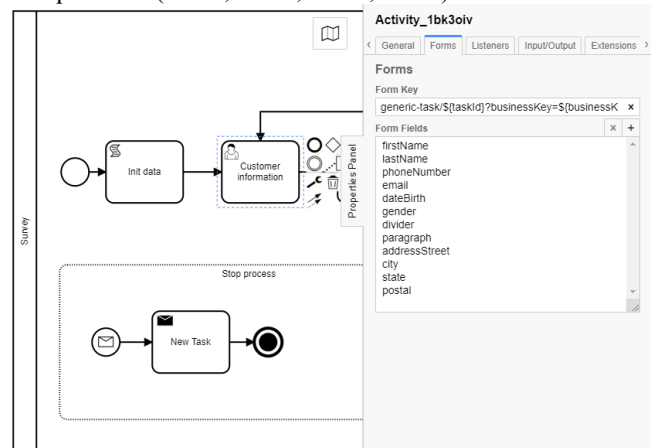 Activity_1bk3oiv
General Forms Listeners Input/Output Extensions
Forms
Form Key
generic-task/${taskId}?businessKey=${businessK
Form Fields
firstName
lastName
phoneNumber
email
dateBirth
gender
divider
paragraph
addressStreet
city
state
postal
Properties Panel
Survey
Init data
Customer
information
Stop process
New Task